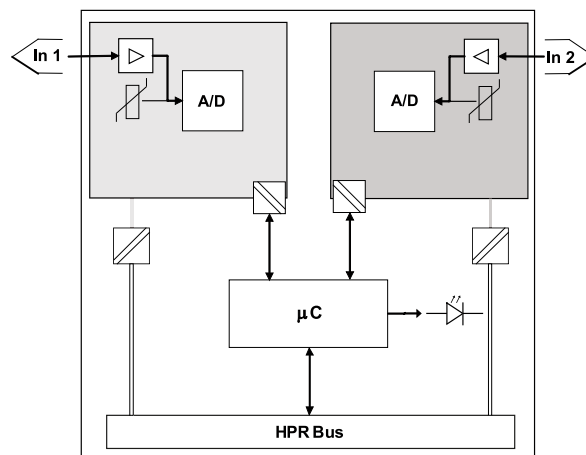 In 1
In 2
A/D
A/D
µC
HPR Bus